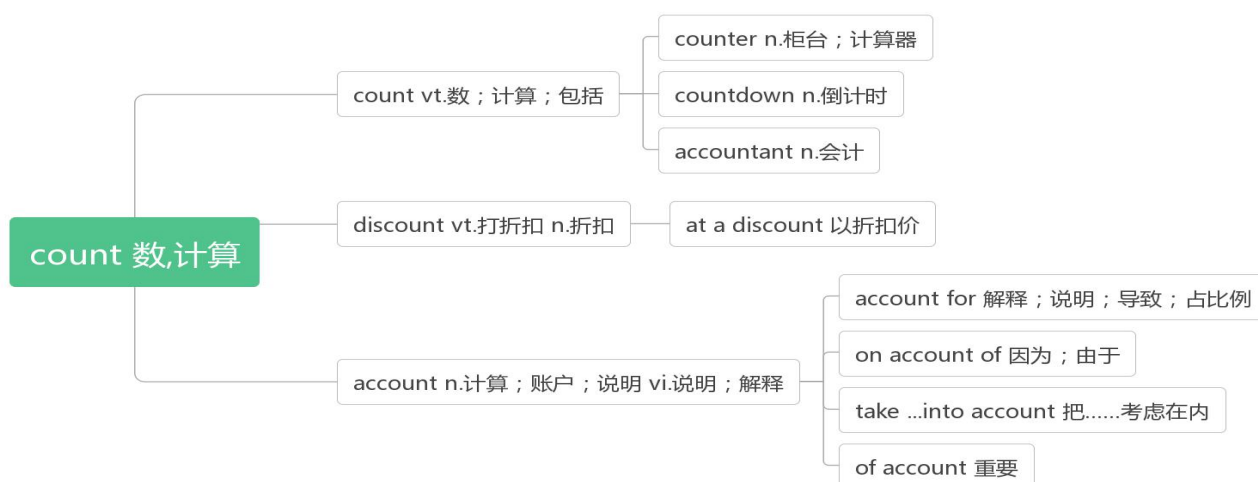 count 数,计算
count vt.数；计算；包括
counter n.柜台；计算器
countdown n.倒计时
accountant n.会计
discount vt.打折扣 n.折扣
at a discount 以折扣价
account n.计算；账户；说明 vi.说明；解释
account for 解释；说明；导致；占比例
on account of 因为；由于
take ...into account 把......考虑在内
of account 重要